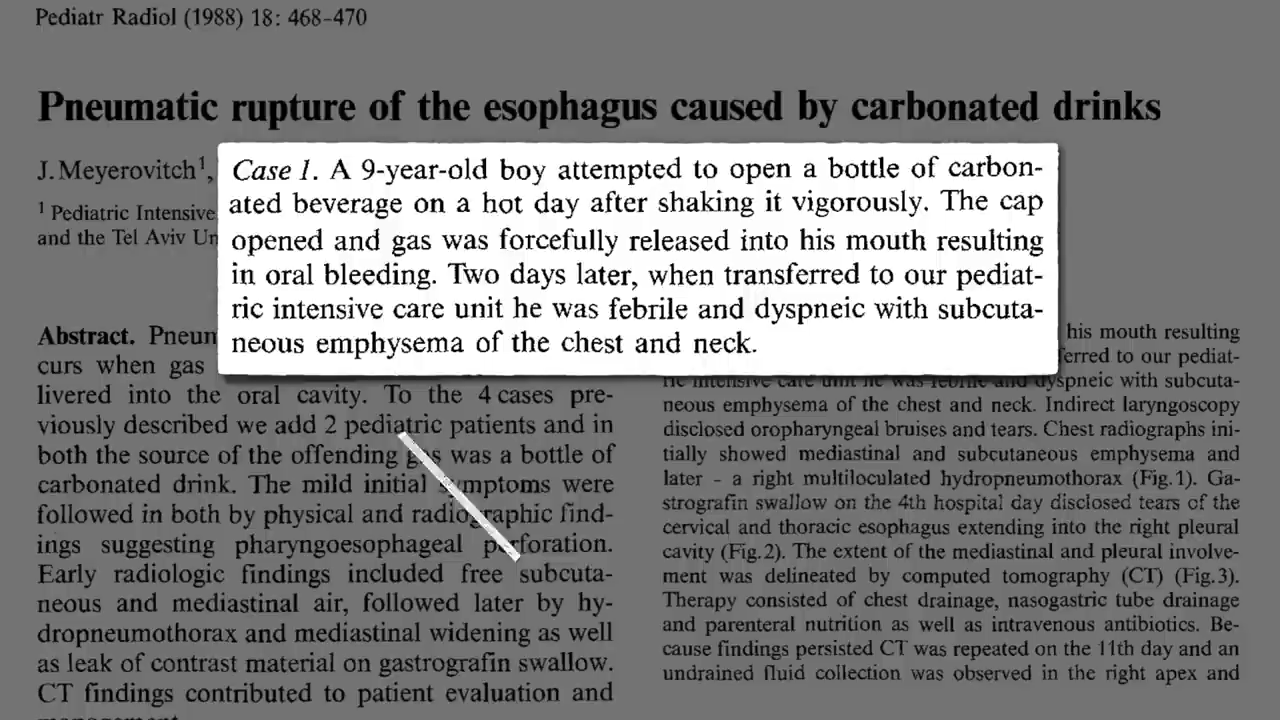 Pediatr Radiol (1988) 18: 468–470
Pneumatic rupture of the esophagus caused by carbonated drinks
J. Meyerovitch¹,
¹ Pediatric Intensive
and the Tel Aviv
Case 1. A 9-year-old boy attempted to open a bottle of carbon-
ated beverage on a hot day after shaking it vigorously. The cap
opened and gas was forcefully released into his mouth resulting
in oral bleeding. Two days later, when transferred to our pediat-
ric intensive care unit he was febrile and dyspneic with subcuta-
neous emphysema of the chest and neck.
Abstract.
curs when gas
livered into the oral cavity. To the 4 cases pre-
viously described we add 2 pediatric patients and in
both the source of the offending gas was a bottle of
carbonated drink. The mild initial symptoms were
followed in both by physical and radiographic find-
ings suggesting pharyngoesophageal perforation.
Early radiologic findings included free subcuta-
neous and mediastinal air, followed later by hy-
dropneumothorax and mediastinal widening as well
as leak of contrast material on gastrografin swallow.
CT findings contributed to patient evaluation and
his mouth resulting
to our pediat-
ric intensive care unit he was febrile and dyspneic with subcuta-
neous emphysema of the chest and neck. Indirect laryngoscopy
disclosed oropharyngeal bruises and tears. Chest radiographs ini-
tially showed mediastinal and subcutaneous emphysema and
later - a right multiloculated hydropneumothorax (Fig. 1). Ga-
strografin swallow on the 4th hospital day disclosed tears of the
cervical and thoracic esophagus extending into the right pleural
cavity (Fig. 2). The extent of the mediastinal and pleural involve-
ment was delineated by computed tomography (CT) (Fig. 3).
Therapy consisted of chest drainage, nasogastric tube drainage
and parenteral nutrition as well as intravenous antibiotics. Be-
cause findings persisted CT was repeated on the 11th day and an
undrained fluid collection was observed in the right apex and